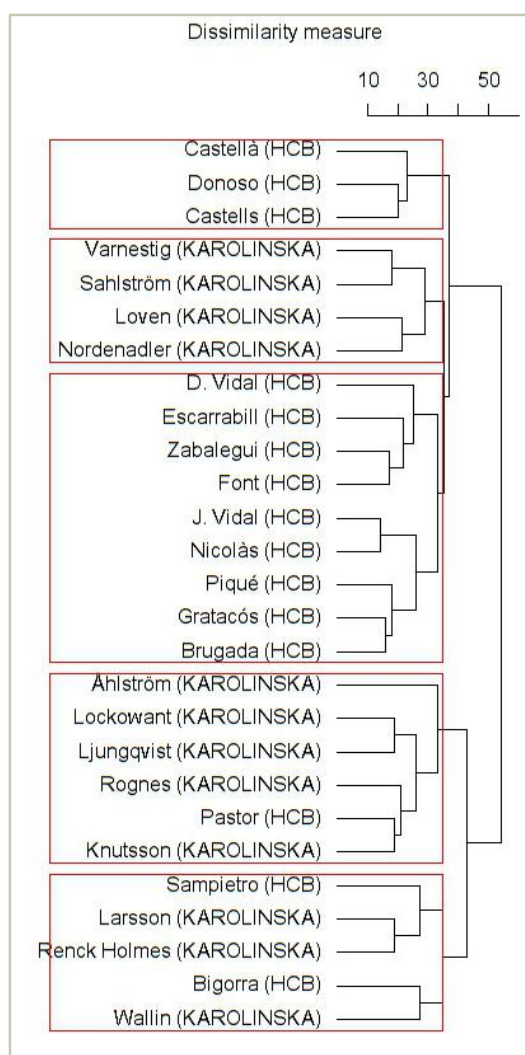 Dissimilarity measure
10 30 50
Castellà (HCB)
Donoso (HCB)
Castells (HCB)
Varnestig (KAROLINSKA)
Sahlström (KAROLINSKA)
Loven (KAROLINSKA)
Nordenadler (KAROLINSKA)
D. Vidal (HCB)
Escarrabill (HCB)
Zabalegui (HCB)
Font (HCB)
J. Vidal (HCB)
Nicolàs (HCB)
Piqué (HCB)
Gratacós (HCB)
Brugada (HCB)
Åhlström (KAROLINSKA)
Lockowant (KAROLINSKA)
Ljungqvist (KAROLINSKA)
Rognes (KAROLINSKA)
Pastor (HCB)
Knutsson (KAROLINSKA)
Sampietro (HCB)
Larsson (KAROLINSKA)
Renck Holmes (KAROLINSKA)
Bigorra (HCB)
Wallin (KAROLINSKA)